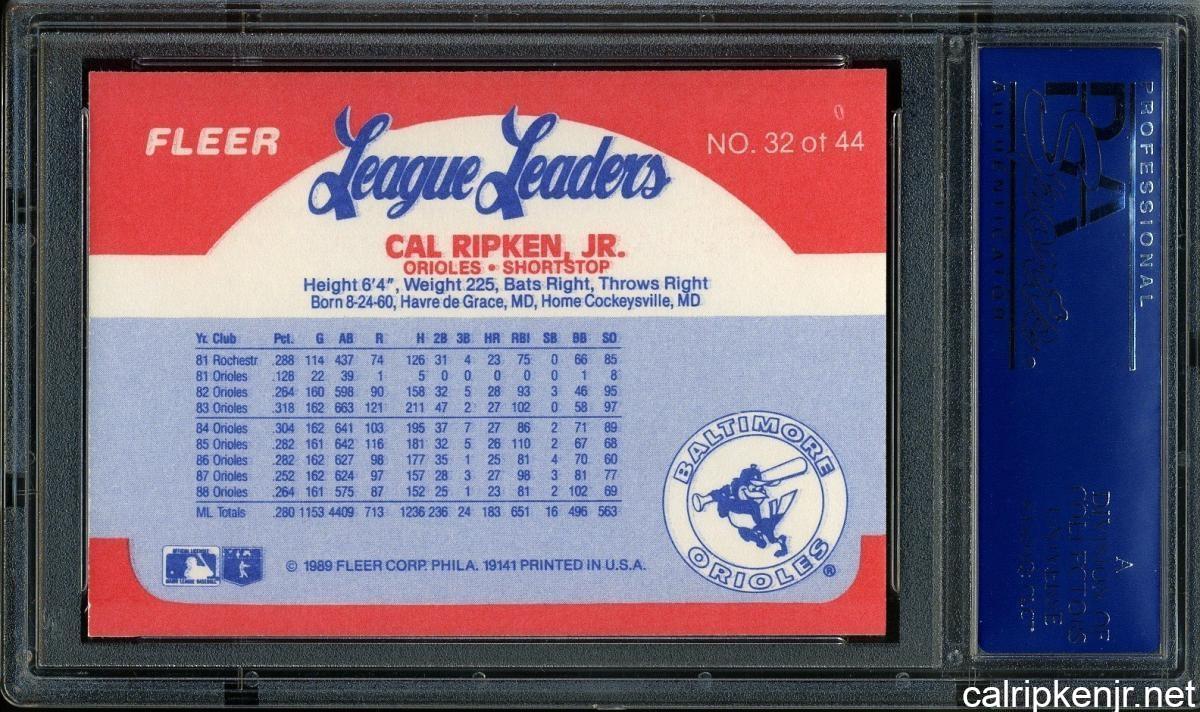 FLEER
League Leaders
0
NO. 32 of 44
CAL RIPKEN, JR.
ORIOLES • SHORTSTOP
Height 6'4", Weight 225, Bats Right, Throws Right
Born 8-24-60, Havre de Grace, MD, Home Cockeysville, MD
Yr. Club Pct. G AB R H 2B 3B HR RBI SB BB SO
81 Rochestr .288 114 437 74 126 31 4 23 75 0 66 85
81 Orioles .128 22 39 1 5 0 0 0 0 0 1 8
82 Orioles .264 160 598 90 158 32 5 28 93 3 46 95
83 Orioles .318 162 663 121 211 47 2 27 102 0 58 97
84 Orioles .304 162 641 103 195 37 7 27 86 2 71 89
85 Orioles .282 161 642 116 181 32 5 26 110 2 67 68
86 Orioles .282 162 627 98 177 35 1 25 81 4 70 60
87 Orioles .252 162 624 97 157 28 3 27 98 3 81 77
88 Orioles .264 161 575 87 152 25 1 23 81 2 102 69
ML Totals .280 1153 4409 713 1236 236 24 183 651 16 496 563
BALTIMORE
ORIOLES ®
© 1989 FLEER CORP. PHILA. 19141 PRINTED IN U.S.A.
PROFESSIONAL
PSA
AUTHENTICATOR
A
DIVISION OF
COLLECTORS
UNIVERSE
calripkenjr.net